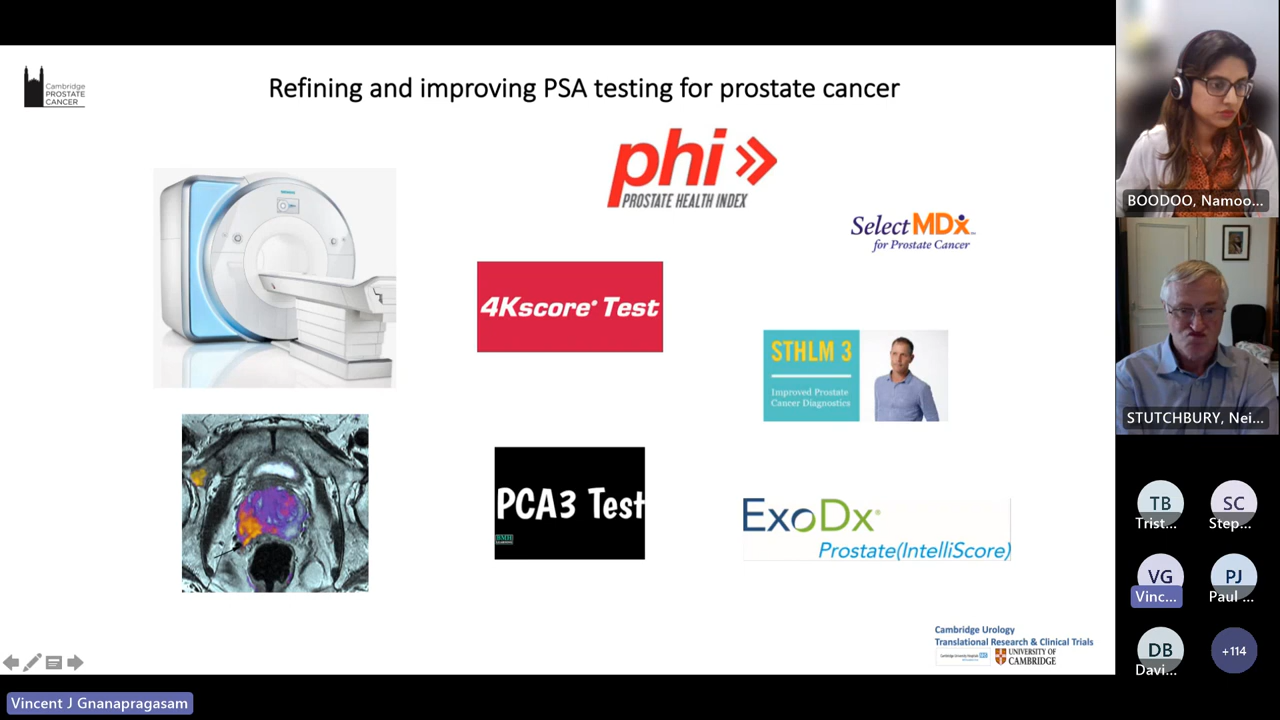 Cambridge
PROSTATE
CANCER
Refining and improving PSA testing for prostate cancer
phi
PROSTATE HEALTH INDEX
SelectMDx
for Prostate Cancer
4Kscore® Test
STHLM 3
Improved Prostate
Cancer Diagnostics
PCA3 Test
ExoDx®
Prostate(IntelliScore)
Cambridge Urology
Translational Research & Clinical Trials
UNIVERSITY OF
CAMBRIDGE
BOODOO, Namoo...
STUTCHBURY, Nei...
TB
Trist...
SC
Step...
VG
Vinc...
PJ
Paul ...
DB
Davi...
+114
Vincent J Gnanapragasam